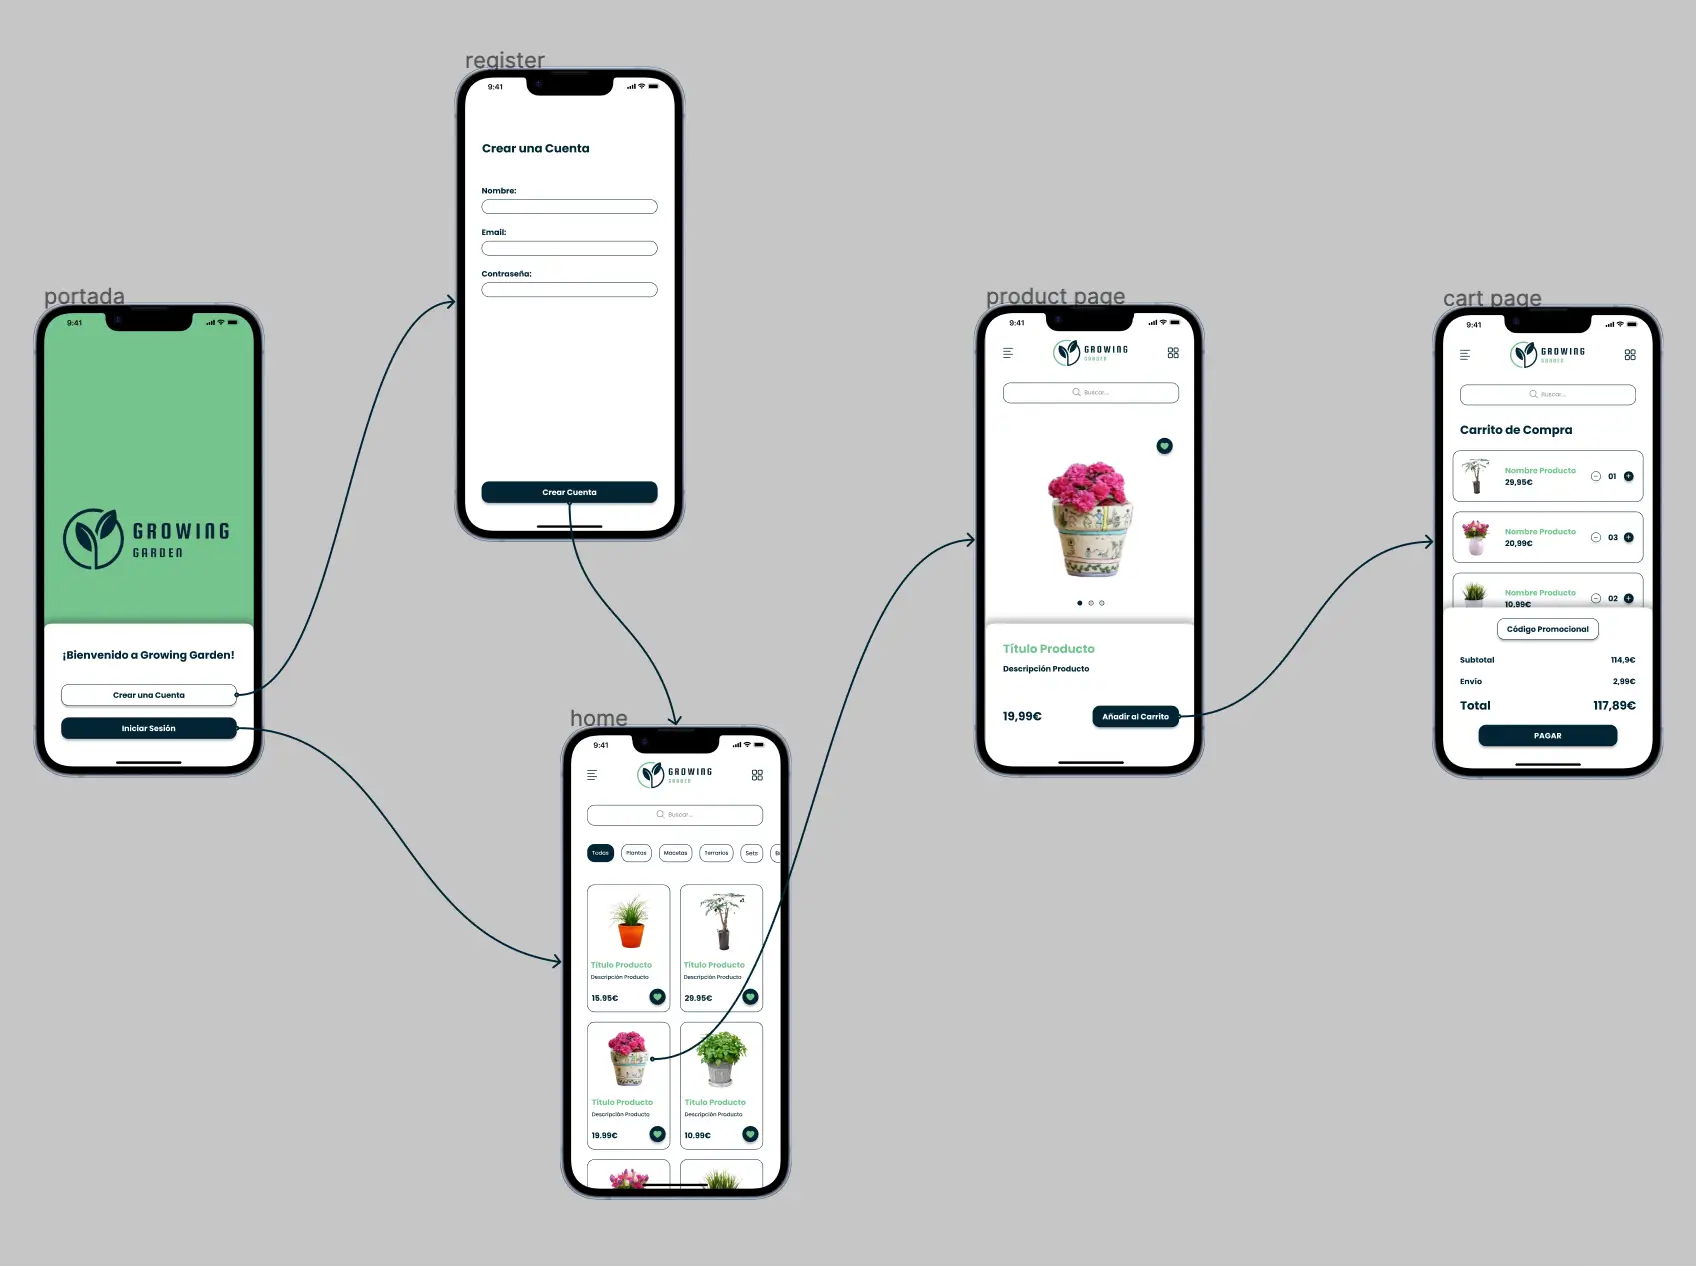 register
9:41
Crear una Cuenta
Nombre:
Email:
Contraseña:
Crear Cuenta
portada
9:41
GROWING
GARDEN
¡Bienvenido a Growing Garden!
Crear una Cuenta
Iniciar Sesión
home
9:41
GROWING
GARDEN
Buscar...
Todas Plantas Macetas Terrarios Sets
Título Producto
Descripción Producto
15.95€
Título Producto
Descripción Producto
29.95€
Título Producto
Descripción Producto
19.99€
Título Producto
Descripción Producto
10.99€
product page
9:41
GROWING
GARDEN
Buscar...
Título Producto
Descripción Producto
19,99€
Añadir al Carrito
cart page
9:41
GROWING
GARDEN
Buscar...
Carrito de Compra
Nombre Producto
29,95€
01
Nombre Producto
20,99€
03
Nombre Producto
10,99€
02
Código Promocional
Subtotal 114,9€
Envío 2,99€
Total 117,89€
PAGAR